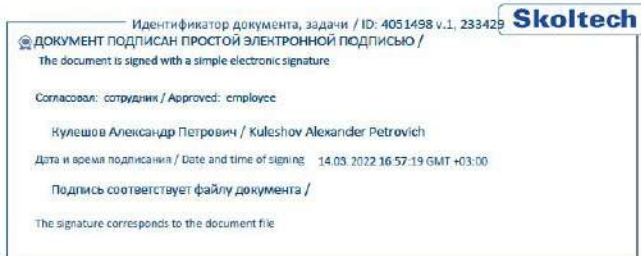 Идентификатор документа, задачи / ID: 4051498 v.1, 233429
Skoltech
ДОКУМЕНТ ПОДПИСАН ПРОСТОЙ ЭЛЕКТРОННОЙ ПОДПИСЬЮ /
The document is signed with a simple electronic signature
Согласовал: сотрудник / Approved: employee
Кулешов Александр Петрович / Kuleshov Alexander Petrovich
Дата и время подписания / Date and time of signing 14.03.2022 16:57:19 GMT +03:00
Подпись соответствует файлу документа /
The signature corresponds to the document file